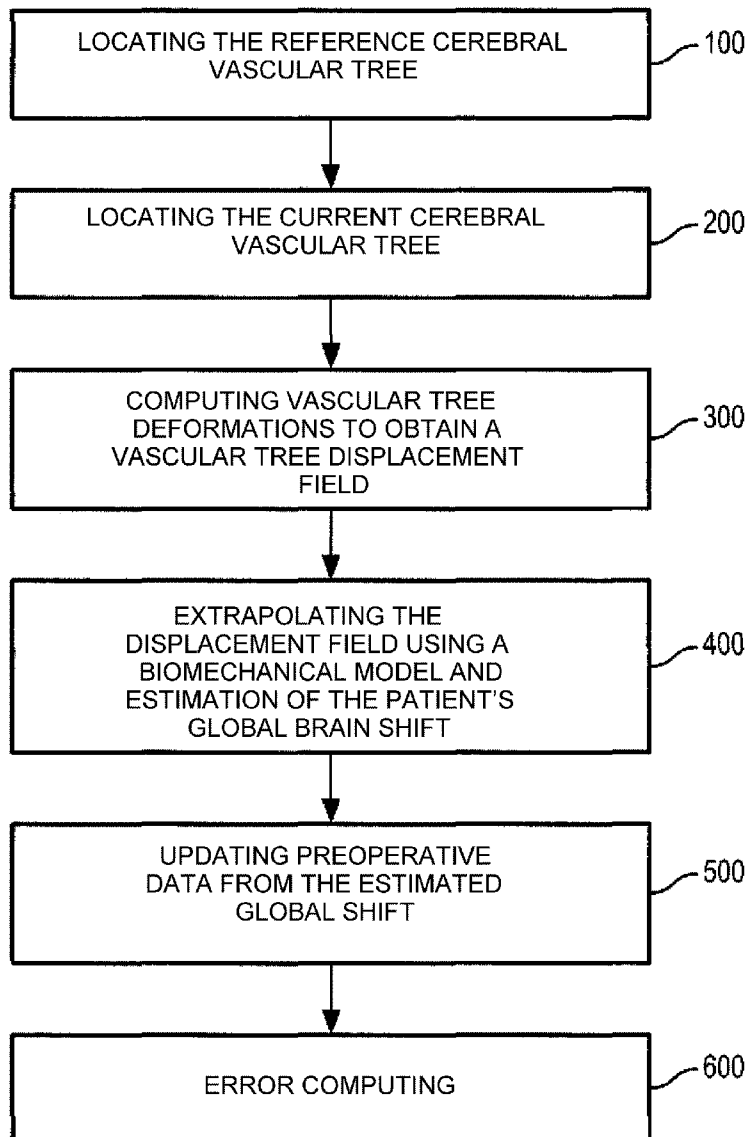 LOCATING THE REFERENCE CEREBRAL
VASCULAR TREE
100
LOCATING THE CURRENT CEREBRAL
VASCULAR TREE
200
COMPUTING VASCULAR TREE
DEFORMATIONS TO OBTAIN A
VASCULAR TREE DISPLACEMENT
FIELD
300
EXTRAPOLATING THE
DISPLACEMENT FIELD USING A
BIOMECHANICAL MODEL AND
ESTIMATION OF THE PATIENT'S
GLOBAL BRAIN SHIFT
400
UPDATING PREOPERATIVE
DATA FROM THE ESTIMATED
GLOBAL SHIFT
500
ERROR COMPUTING
600